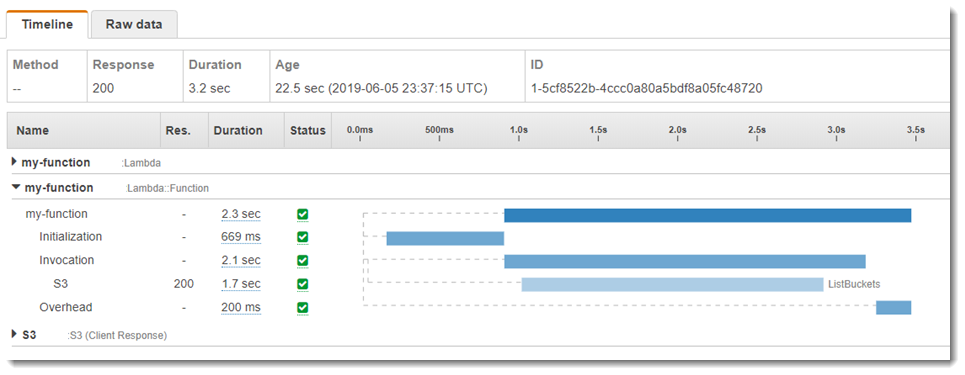 Timeline Raw data
Method Response Duration Age ID
-- 200 3.2 sec 22.5 sec (2019-06-05 23:37:15 UTC) 1-5cf8522b-4ccc0a80a5bdf8a05fc48720
Name Res. Duration Status 0.0ms 500ms 1.0s 1.5s 2.0s 2.5s 3.0s 3.5s
my-function :Lambda
my-function Lambda::Function
my-function - 2.3 sec
Initialization - 669 ms
Invocation - 2.1 sec
S3 200 1.7 sec ListBuckets
Overhead - 200 ms
S3 :S3 (Client Response)